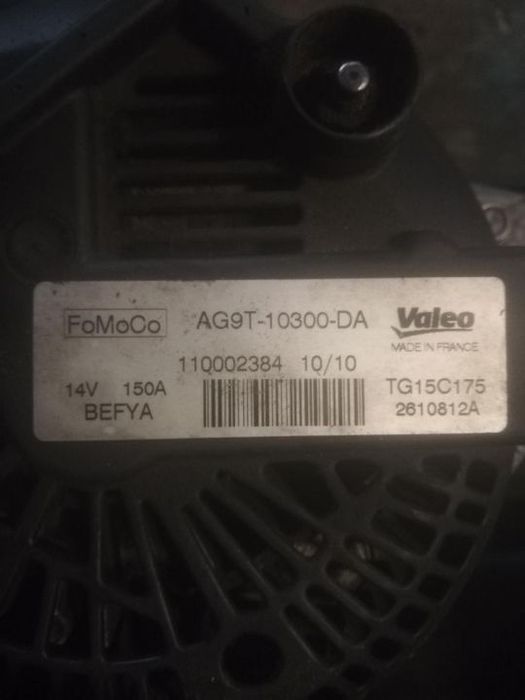 FoMoCo AG9T-10300-DA Valeo
MADE IN FRANCE
110002384 10/10
14V 150A TG15C175
BEFYA 2610812A